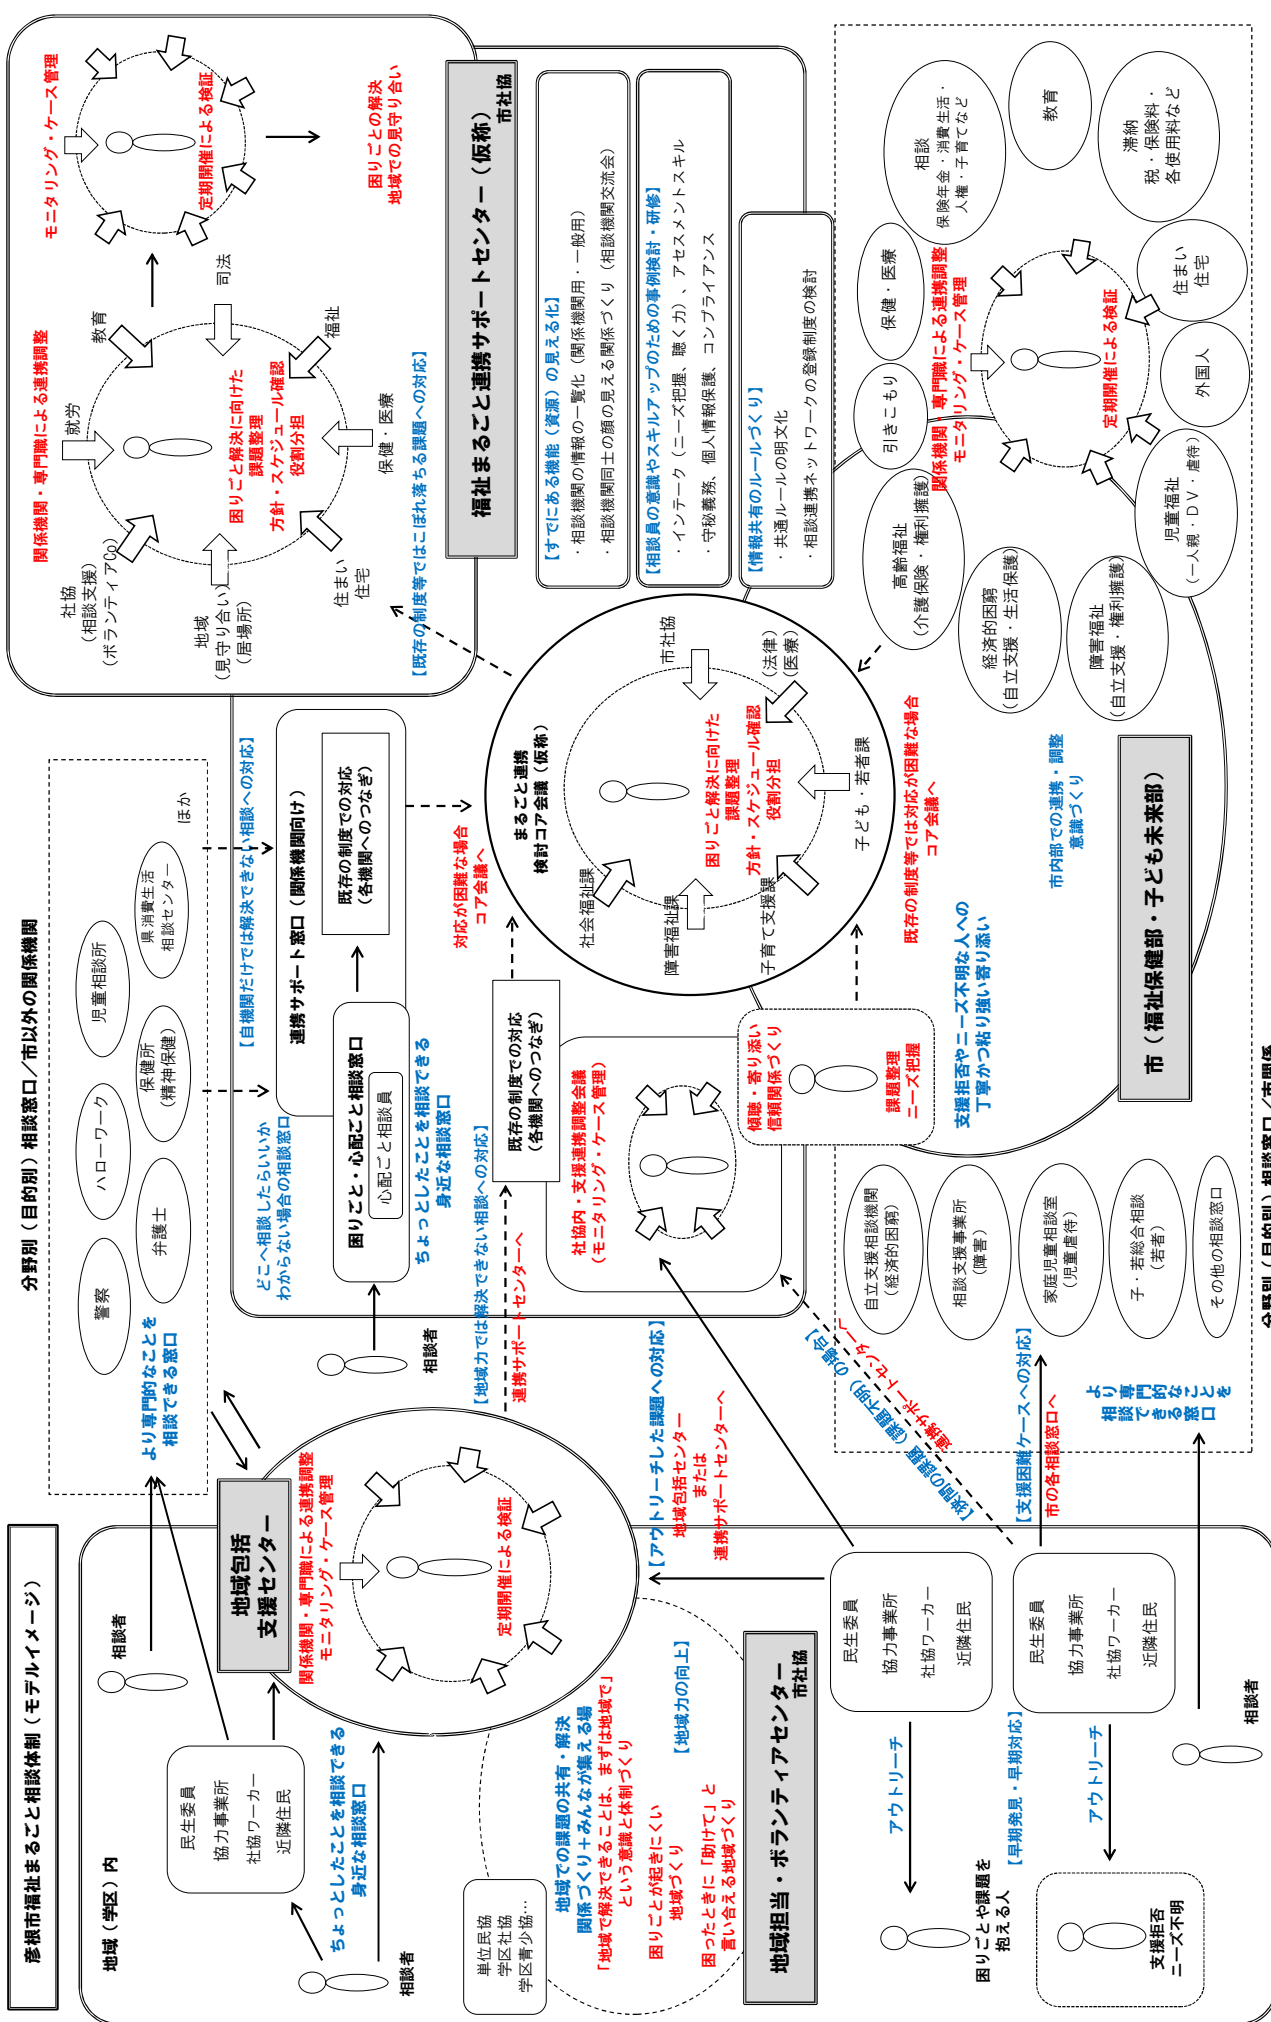 彦根市福祉まるごと相談体制（モデルイメージ）
地域（学区）内
相談者
民生委員
協力事業所
社協ワーカー
近隣住民
ちょっとしたことを相談できる
身近な相談窓口
相談者
地域包括
支援センター
関係機関・専門職による連携調整
モニタリング・ケース管理
定期開催による検証
単位民協
学区社協
学区青少協…
地域での課題の共有・解決
関係づくり＋みんなが集える場
「地域で解決できることは、まずは地域で」
という意識と体制づくり
困りごとが起きにくい
地域づくり
【地域力の向上】
困ったときに「助けて」と
言い合える地域づくり
地域担当・ボランティアセンター
市社協
民生委員
協力事業所
社協ワーカー
近隣住民
アウトリーチ
困りごとや課題を
抱える人
【早期発見・早期対応】
民生委員
協力事業所
社協ワーカー
近隣住民
アウトリーチ
支援拒否
ニーズ不明
相談者
分野別（目的別）相談窓口／市以外の関係機関
警察
ハローワーク
児童相談所
弁護士
保健所
（精神保健）
県消費生活
相談センター
ほか
より専門的なことを
相談できる窓口
どこへ相談したらいいか
わからない場合の相談窓口
【自機関だけでは解決できない相談への対応】
連携サポート窓口（関係機関向け）
困りごと・心配ごと相談窓口
心配ごと相談員
既存の制度での対応
（各機関へのつなぎ）
ちょっとしたことを相談できる
身近な相談窓口
相談者
対応が困難な場合
コア会議へ
【地域力では解決できない相談への対応】
連携サポートセンターへ
既存の制度での対応
（各機関へのつなぎ）
社協内・支援連携調整会議
（モニタリング・ケース管理）
【アウトリーチした課題への対応】
地域包括センター
または
連携サポートセンターへ
【狭間の課題（課題不明）の場合】
連携サポートセンターへ
【支援困難ケースへの対応】
市の各相談窓口へ
まるごと連携
検討コア会議（仮称）
社会福祉課
障害福祉課
子育て支援課
子ども・若者課
（法律）
（医療）
市社協
困りごと解決に向けた
課題整理
方針・スケジュール確認
役割分担
傾聴・寄り添い
信頼関係づくり
課題整理
ニーズ把握
既存の制度等では対応が困難な場合
コア会議へ
支援拒否やニーズ不明な人への
丁寧かつ粘り強い寄り添い
市内部での連携・調整
意識づくり
市（福祉保健部・子ども未来部）
自立支援相談機関
（経済的困窮）
相談支援事業所
（障害）
家庭児童相談室
（児童虐待）
子・若総合相談
（若者）
その他の相談窓口
より専門的なことを
相談できる窓口
分野別（目的別）相談窓口／市関係
関係機関・専門職による連携調整
社協
（相談支援）
（ボランティアCo）
就労
教育
司法
福祉
保健・医療
住まい
住宅
地域
（見守り合い）
（居場所）
困りごと解決に向けた
課題整理
方針・スケジュール確認
役割分担
モニタリング・ケース管理
定期開催による検証
困りごとの解決
地域での見守り合い
【既存の制度等ではこぼれ落ちる課題への対応】
福祉まるごと連携サポートセンター（仮称）
市社協
【すでにある機能（資源）の見える化】
・相談機関の情報の一覧化（関係機関用・一般用）
・相談機関同士の顔の見える関係づくり（相談機関交流会）
【相談員の意識やスキルアップのための事例検討・研修】
・インテーク（ニーズ把握、聴く力）、アセスメントスキル
・守秘義務、個人情報保護、コンプライアンス
【情報共有のルールづくり】
・共通ルールの明文化
・相談連携ネットワークの登録制度の検討
高齢福祉
（介護保険・権利擁護）
引きこもり
保健・医療
相談
保険年金・消費生活・
人権・子育てなど
教育
滞納
税・保険料・
各使用料など
住まい
住宅
外国人
児童福祉
（一人親・ＤＶ・虐待）
障害福祉
（自立支援・権利擁護）
経済的困窮
（自立支援・生活保護）
関係機関・専門職による連携調整
モニタリング・ケース管理
定期開催による検証